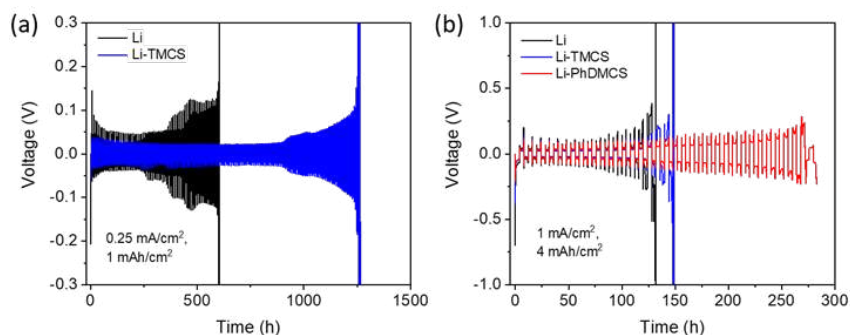 (a)
0.3
0.2
0.1
0.0
-0.1
-0.2
-0.3
Voltage (V)
Li
Li-TMCS
0.25 mA/cm²,
1 mAh/cm²
0
500
1000
1500
Time (h)
(b)
1.0
0.5
0.0
-0.5
-1.0
Voltage (V)
Li
Li-TMCS
Li-PhDMCS
1 mA/cm²,
4 mAh/cm²
0
50
100
150
200
250
300
Time (h)